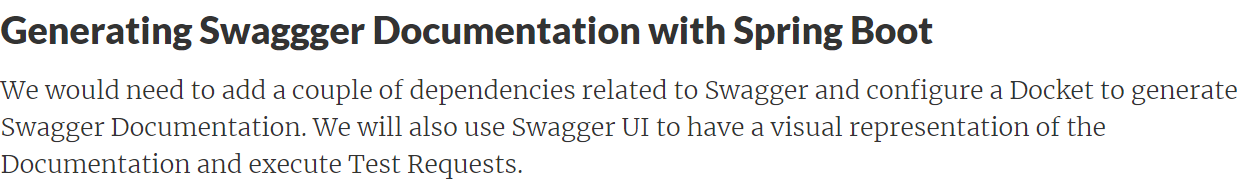 Generating Swaggger Documentation with Spring Boot
We would need to add a couple of dependencies related to Swagger and configure a Docket to generate
Swagger Documentation. We will also use Swagger UI to have a visual representation of the
Documentation and execute Test Requests.